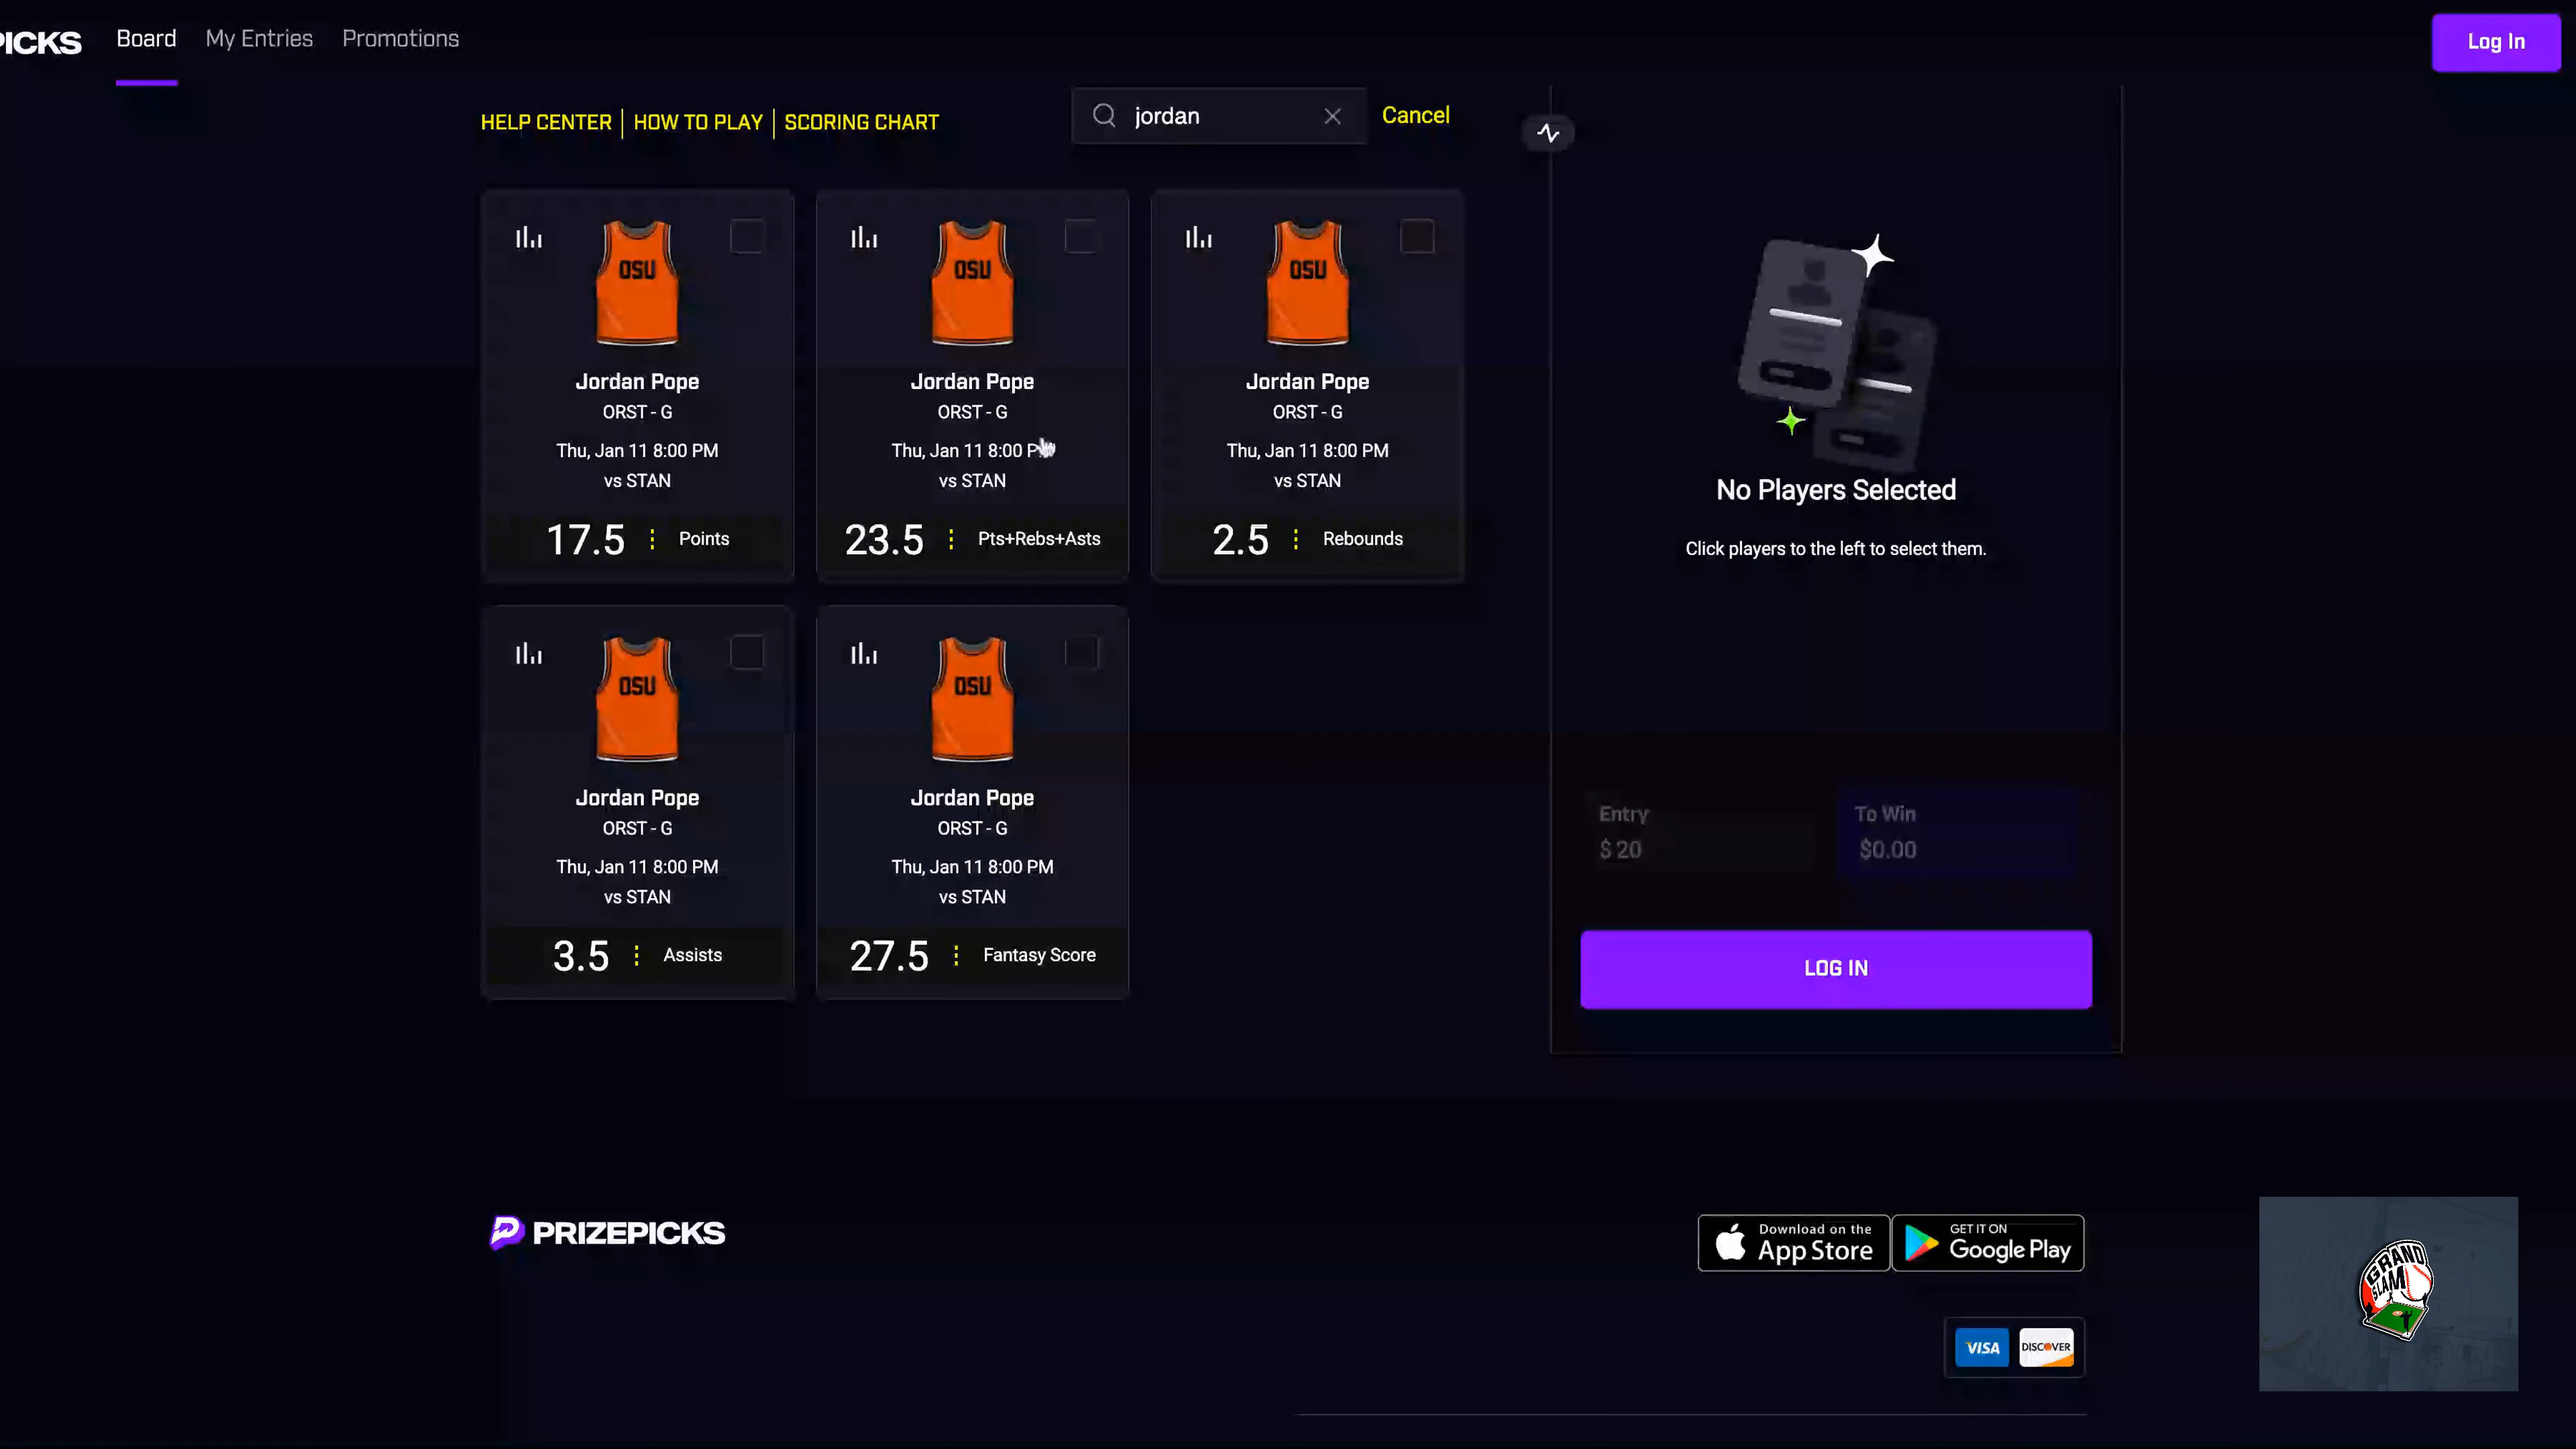 PICKS
Board
My Entries
Promotions
Log In
HELP CENTER
HOW TO PLAY
SCORING CHART
jordan
Cancel
OSU
Jordan Pope
ORST - G
Thu, Jan 11 8:00 PM
vs STAN
17.5
Points
OSU
Jordan Pope
ORST - G
Thu, Jan 11 8:00 PM
vs STAN
23.5
Pts+Rebs+Asts
OSU
Jordan Pope
ORST - G
Thu, Jan 11 8:00 PM
vs STAN
2.5
Rebounds
OSU
Jordan Pope
ORST - G
Thu, Jan 11 8:00 PM
vs STAN
3.5
Assists
OSU
Jordan Pope
ORST - G
Thu, Jan 11 8:00 PM
vs STAN
27.5
Fantasy Score
No Players Selected
Click players to the left to select them.
Entry
$ 20
To Win
$0.00
LOG IN
PRIZEPICKS
Download on the
App Store
GET IT ON
Google Play
VISA
DISCOVER
GRAND
SLAM